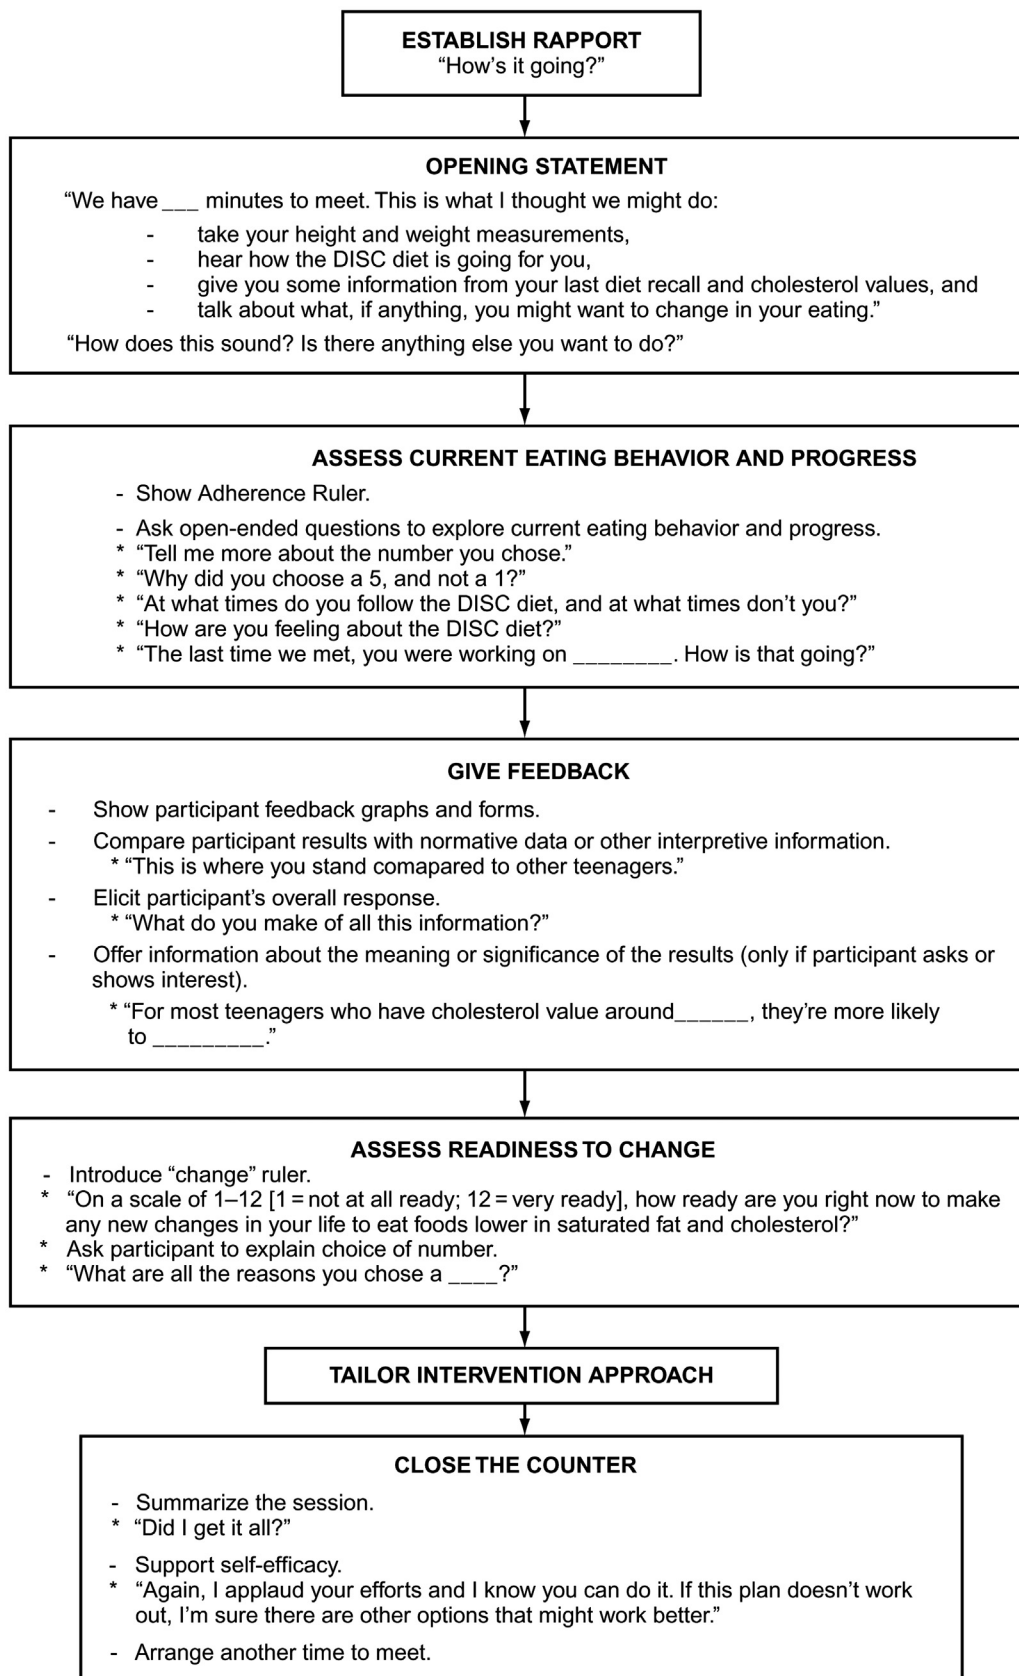 ESTABLISH RAPPORT
“How’s it going?”
OPENING STATEMENT
“We have ___ minutes to meet. This is what I thought we might do:
- take your height and weight measurements,
- hear how the DISC diet is going for you,
- give you some information from your last diet recall and cholesterol values, and
- talk about what, if anything, you might want to change in your eating.”
“How does this sound? Is there anything else you want to do?”
ASSESS CURRENT EATING BEHAVIOR AND PROGRESS
- Show Adherence Ruler.
- Ask open-ended questions to explore current eating behavior and progress.
* “Tell me more about the number you chose.”
* “Why did you choose a 5, and not a 1?”
* “At what times do you follow the DISC diet, and at what times don’t you?”
* “How are you feeling about the DISC diet?”
* “The last time we met, you were working on ________. How is that going?”
GIVE FEEDBACK
- Show participant feedback graphs and forms.
- Compare participant results with normative data or other interpretive information.
* “This is where you stand comapared to other teenagers.”
- Elicit participant’s overall response.
* “What do you make of all this information?”
- Offer information about the meaning or significance of the results (only if participant asks or
shows interest).
* “For most teenagers who have cholesterol value around______, they’re more likely
to _________.”
ASSESS READINESS TO CHANGE
- Introduce “change” ruler.
* “On a scale of 1–12 [1 = not at all ready; 12 = very ready], how ready are you right now to make
any new changes in your life to eat foods lower in saturated fat and cholesterol?”
* Ask participant to explain choice of number.
* “What are all the reasons you chose a ____?”
TAILOR INTERVENTION APPROACH
CLOSE THE COUNTER
- Summarize the session.
* “Did I get it all?”
- Support self-efficacy.
* “Again, I applaud your efforts and I know you can do it. If this plan doesn’t work
out, I’m sure there are other options that might work better.”
- Arrange another time to meet.